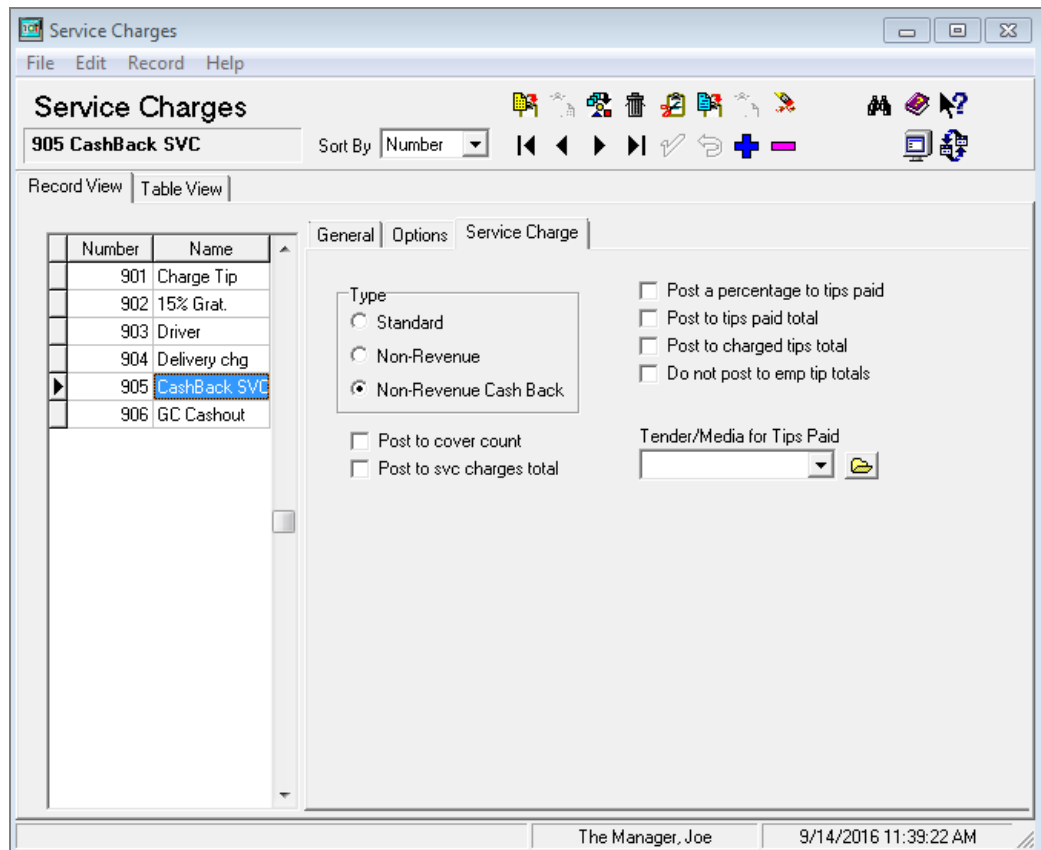 Service Charges
File Edit Record Help
Service Charges
905 CashBack SVC
Sort By Number
Record View Table View
General Options Service Charge
Number Name
901 Charge Tip
902 15% Grat.
903 Driver
904 Delivery chg
905 CashBack SVC
906 GC Cashout
Type
Standard
Non-Revenue
Non-Revenue Cash Back
Post to cover count
Post to svc charges total
Post a percentage to tips paid
Post to tips paid total
Post to charged tips total
Do not post to emp tip totals
Tender/Media for Tips Paid
The Manager, Joe 9/14/2016 11:39:22 AM